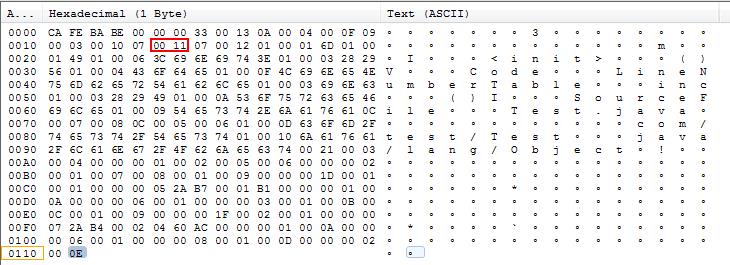 A... Hexadecimal (1 Byte) Text (ASCII)
0000 CA FE BA BE 00 00 00 33 00 13 0A 00 04 00 0F 09 ∘ ∘ ∘ ∘ ∘ ∘ ∘ 3 ∘ ∘ ∘ ∘ ∘ ∘ ∘ ∘
0010 00 03 00 10 07 00 11 07 00 12 01 00 01 6D 01 00 ∘ ∘ ∘ ∘ ∘ ∘ ∘ ∘ ∘ ∘ ∘ ∘ ∘ m ∘ ∘
0020 01 49 01 00 06 3C 69 6E 69 74 3E 01 00 03 28 29 ∘ I ∘ ∘ ∘ < i n i t > ∘ ∘ ∘ ( )
0030 56 01 00 04 43 6F 64 65 01 00 0F 4C 69 6E 65 4E V ∘ ∘ ∘ C o d e ∘ ∘ ∘ L i n e N
0040 75 6D 62 65 72 54 61 62 6C 65 01 00 03 69 6E 63 u m b e r T a b l e ∘ ∘ ∘ i n c
0050 01 00 03 28 29 49 01 00 0A 53 6F 75 72 63 65 46 ∘ ∘ ∘ ( ) I ∘ ∘ ∘ S o u r c e F
0060 69 6C 65 01 00 09 54 65 73 74 2E 6A 61 76 61 0C i l e ∘ ∘ ∘ T e s t . j a v a ∘
0070 00 07 00 08 0C 00 05 00 06 01 00 0D 63 6F 6D 2F ∘ ∘ ∘ ∘ ∘ ∘ ∘ ∘ ∘ ∘ ∘ ∘ c o m /
0080 74 65 73 74 2F 54 65 73 74 01 00 10 6A 61 76 61 t e s t / T e s t ∘ ∘ ∘ j a v a
0090 2F 6C 61 6E 67 2F 4F 62 6A 65 63 74 00 21 00 03 / l a n g / O b j e c t ∘ ! ∘ ∘
00A0 00 04 00 00 00 01 00 02 00 05 00 06 00 00 00 02 ∘ ∘ ∘ ∘ ∘ ∘ ∘ ∘ ∘ ∘ ∘ ∘ ∘ ∘ ∘ ∘
00B0 00 01 00 07 00 08 00 01 00 09 00 00 00 1D 00 01 ∘ ∘ ∘ ∘ ∘ ∘ ∘ ∘ ∘ ∘ ∘ ∘ ∘ ∘ ∘ ∘
00C0 00 01 00 00 00 05 2A B7 00 01 B1 00 00 00 01 00 ∘ ∘ ∘ ∘ ∘ ∘ * ∘ ∘ ∘ ∘ ∘ ∘ ∘ ∘ ∘
00D0 0A 00 00 00 06 00 01 00 00 00 03 00 01 00 0B 00 ∘ ∘ ∘ ∘ ∘ ∘ ∘ ∘ ∘ ∘ ∘ ∘ ∘ ∘ ∘ ∘
00E0 0C 00 01 00 09 00 00 00 1F 00 02 00 01 00 00 00 ∘ ∘ ∘ ∘ ∘ ∘ ∘ ∘ ∘ ∘ ∘ ∘ ∘ ∘ ∘ ∘
00F0 07 2A B4 00 02 04 60 AC 00 00 00 01 00 0A 00 00 ∘ * ∘ ∘ ∘ ∘ ` ∘ ∘ ∘ ∘ ∘ ∘ ∘ ∘ ∘
0100 00 06 00 01 00 00 00 08 00 01 00 0D 00 00 00 02 ∘ ∘ ∘ ∘ ∘ ∘ ∘ ∘ ∘ ∘ ∘ ∘ ∘ ∘ ∘ ∘
0110 00 0E ∘ ∘